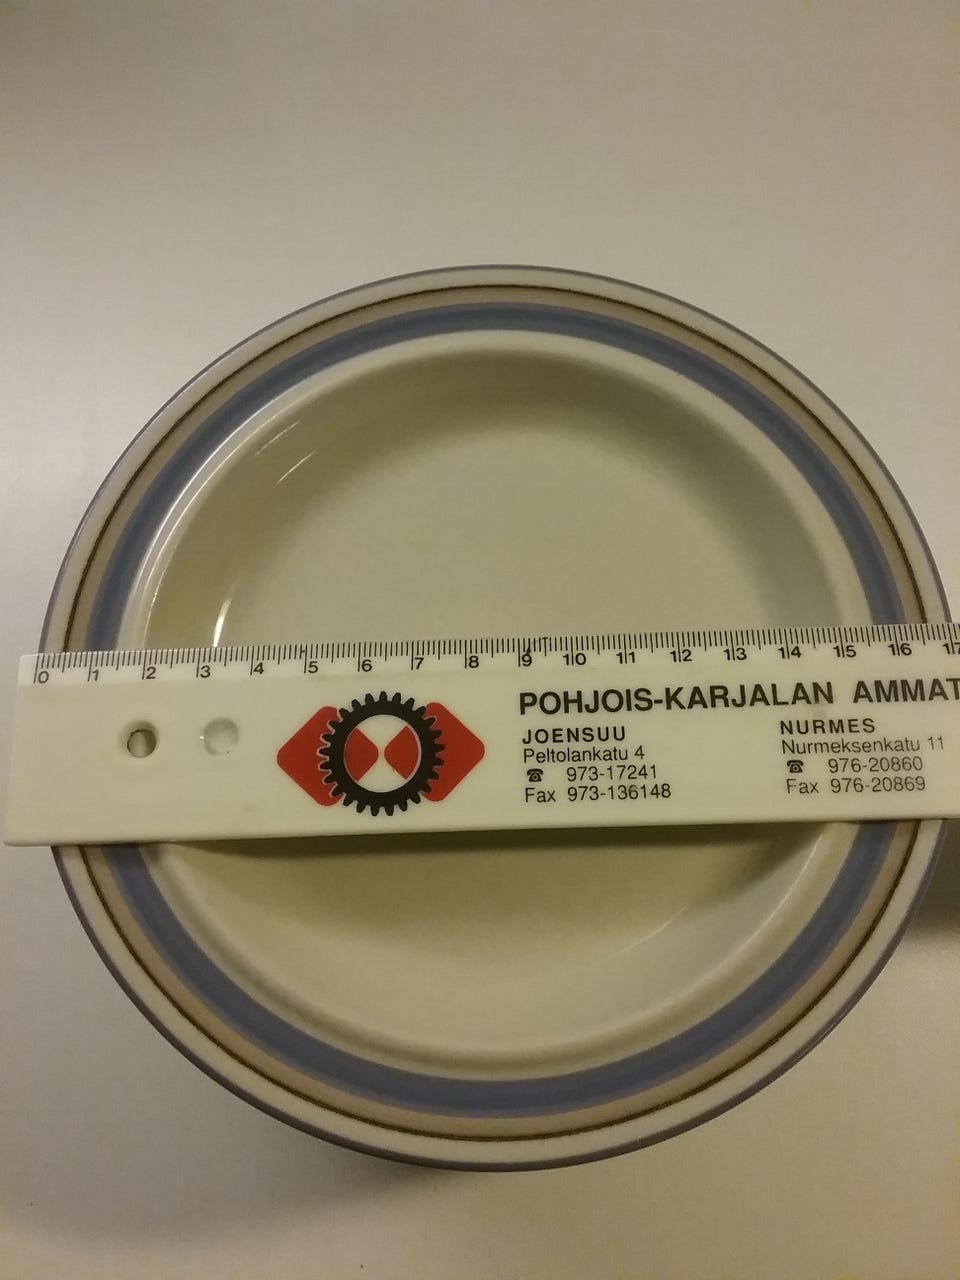 0 1 2 3 4 5 6 7 8 9 10 11 12 13 14 15 16 17
POHJOIS-KARJALAN AMMAT
JOENSUU
Peltolankatu 4
☎ 973-17241
Fax 973-136148
NURMES
Nurmeksenkatu 11
☎ 976-20860
Fax 976-20869